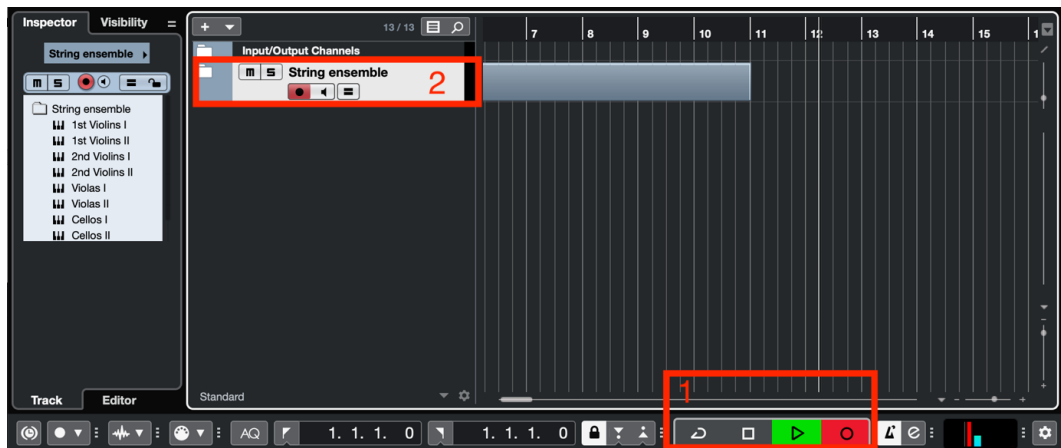 Inspector Visibility
String ensemble
m S
String ensemble
1st Violins I
1st Violins II
2nd Violins I
2nd Violins II
Violas I
Violas II
Cellos I
Cellos II
Track Editor
13 / 13
Input/Output Channels
m S String ensemble
2
Standard
7 8 9 10 11 12 13 14 15
1
AQ 1. 1. 1. 0 1. 1. 1. 0
e